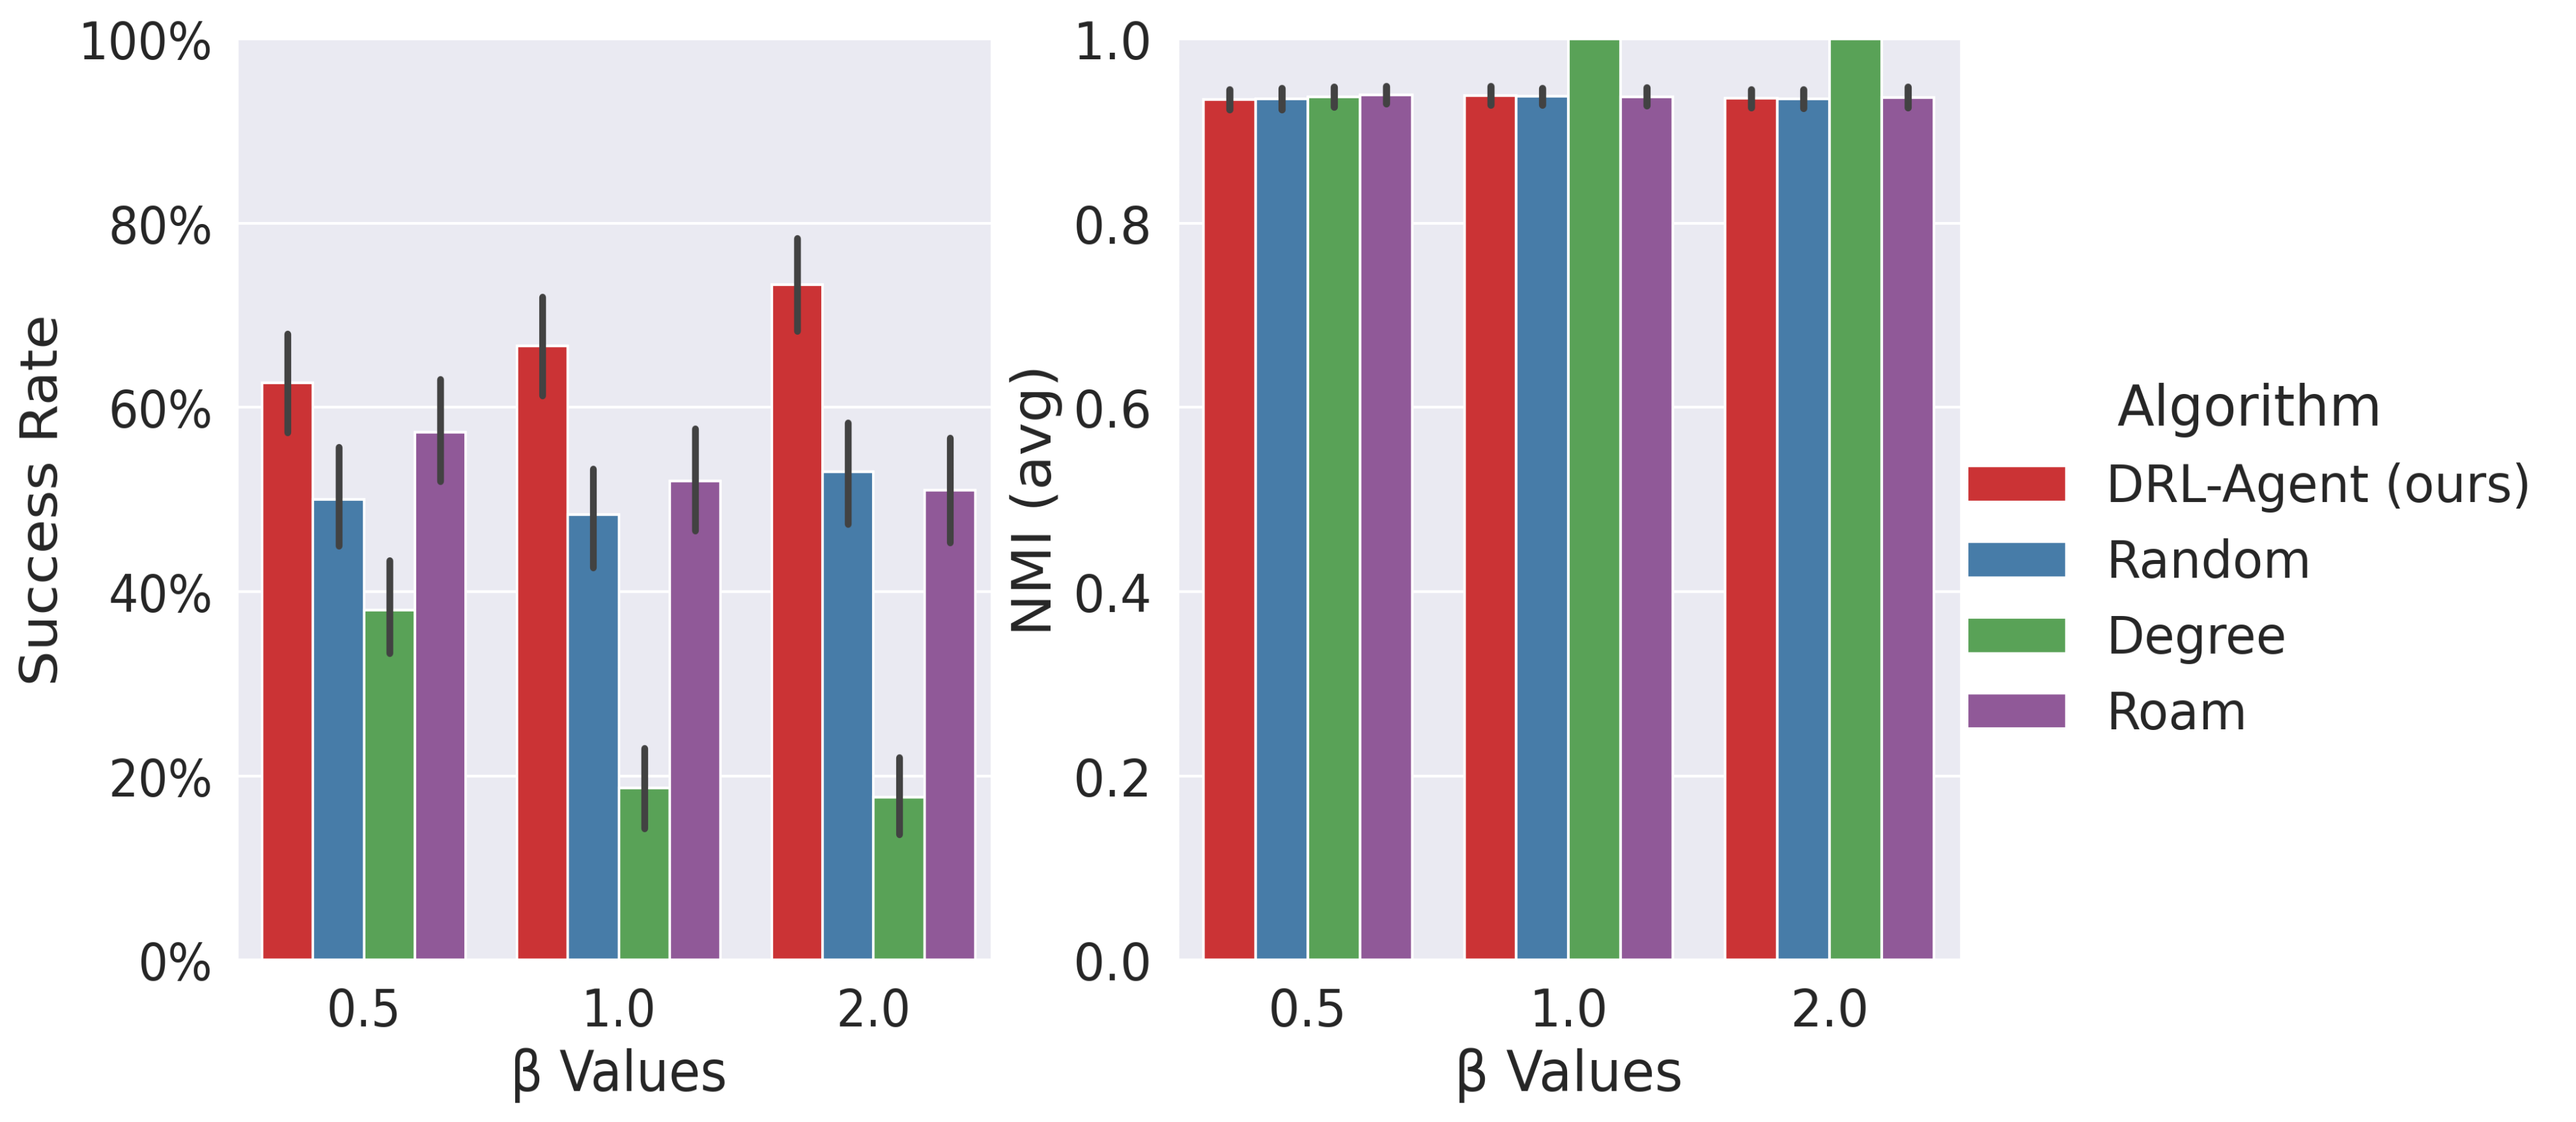 100%
80%
60%
40%
20%
0%
Success Rate
0.5
1.0
2.0
β Values
1.0
0.8
0.6
0.4
0.2
0.0
NMI (avg)
0.5
1.0
2.0
β Values
Algorithm
DRL-Agent (ours)
Random
Degree
Roam